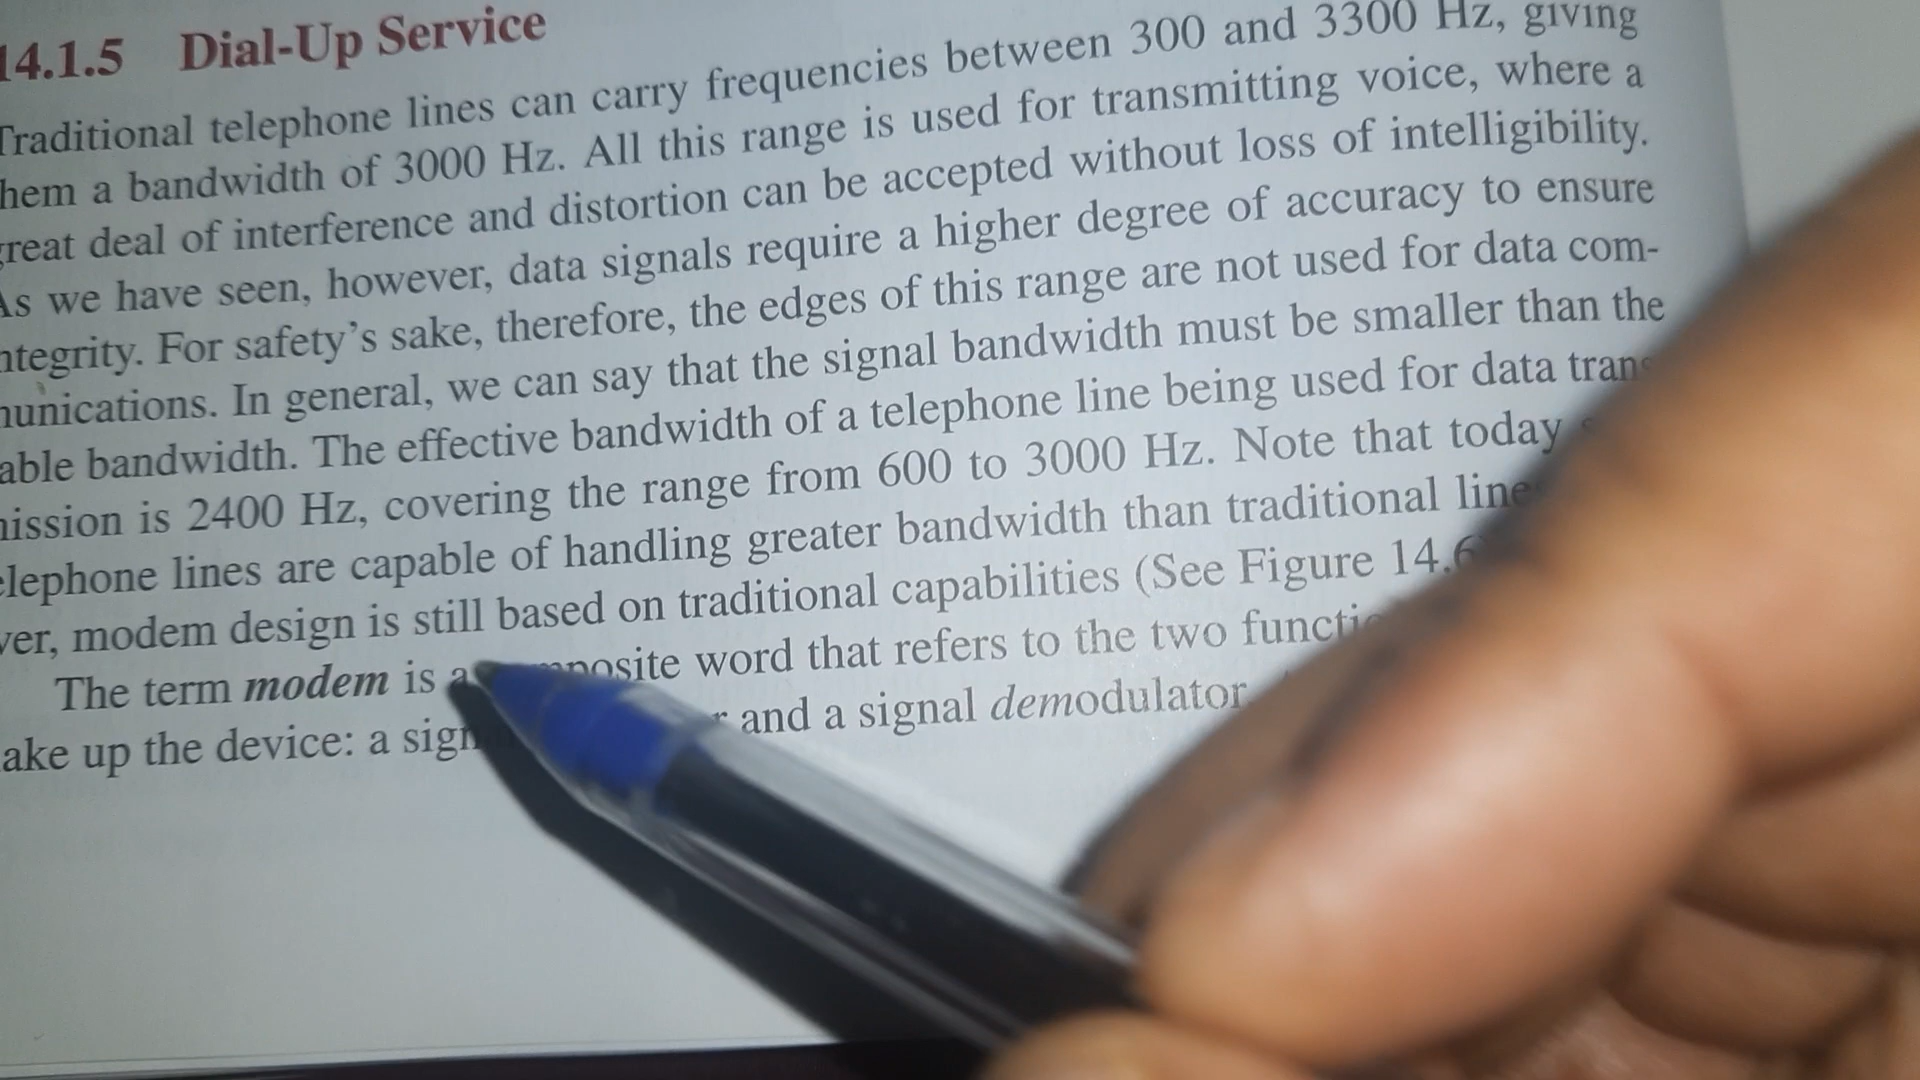 14.1.5 Dial-Up Service
Traditional telephone lines can carry frequencies between 300 and 3300 Hz, giving
hem a bandwidth of 3000 Hz. All this range is used for transmitting voice, where a
great deal of interference and distortion can be accepted without loss of intelligibility.
As we have seen, however, data signals require a higher degree of accuracy to ensure
ntegrity. For safety's sake, therefore, the edges of this range are not used for data com-
munications. In general, we can say that the signal bandwidth must be smaller than the
able bandwidth. The effective bandwidth of a telephone line being used for data trans
mission is 2400 Hz, covering the range from 600 to 3000 Hz. Note that today
elephone lines are capable of handling greater bandwidth than traditional line
ver, modem design is still based on traditional capabilities (See Figure 14.6
The term modem is a word that refers to the two
ake up the device: a and a signal demodulator